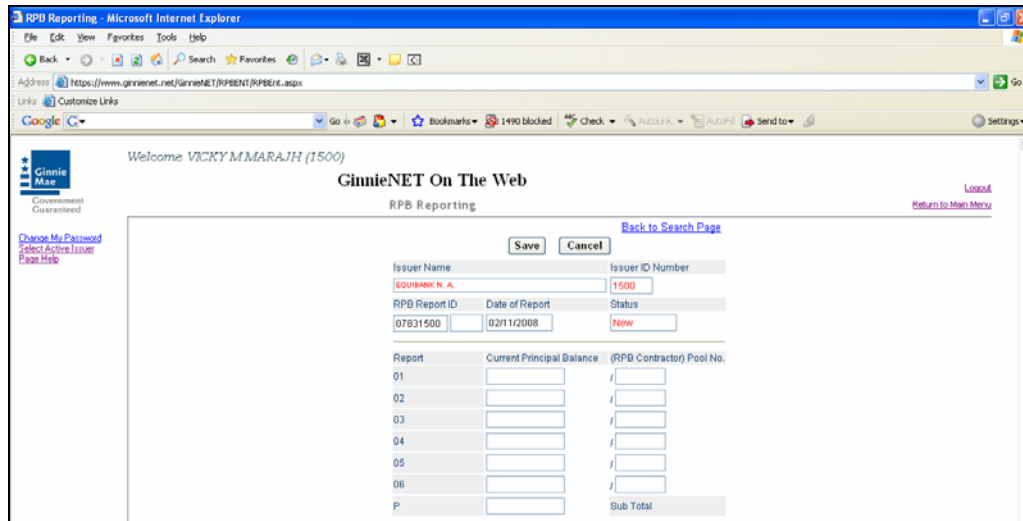 RPB Reporting - Microsoft Internet Explorer
File Edit View Favorites Tools Help
Back Search Favorites
Address https://www.ginnienet.net/GinnieNET/RPBENT/RPBEnt.aspx Go
Links Customize Links
Google G Go Bookmarks 1490 blocked Check AutoLink AutoFill Send to Settings
Welcome VICKY M.MARAJH (1500)
Ginnie
Mae
Government
Guaranteed
GinnieNET On The Web
RPB Reporting
Logout
Return to Main Menu
Change My Password
Select Active Issuer
Page Help
Back to Search Page
Save Cancel
Issuer Name Issuer ID Number
EQUIBANK N. A. 1500
RPB Report ID Date of Report Status
07831500 02/11/2008 New
Report Current Principal Balance (RPB Contractor) Pool No.
01 /
02 /
03 /
04 /
05 /
06 /
P Sub Total